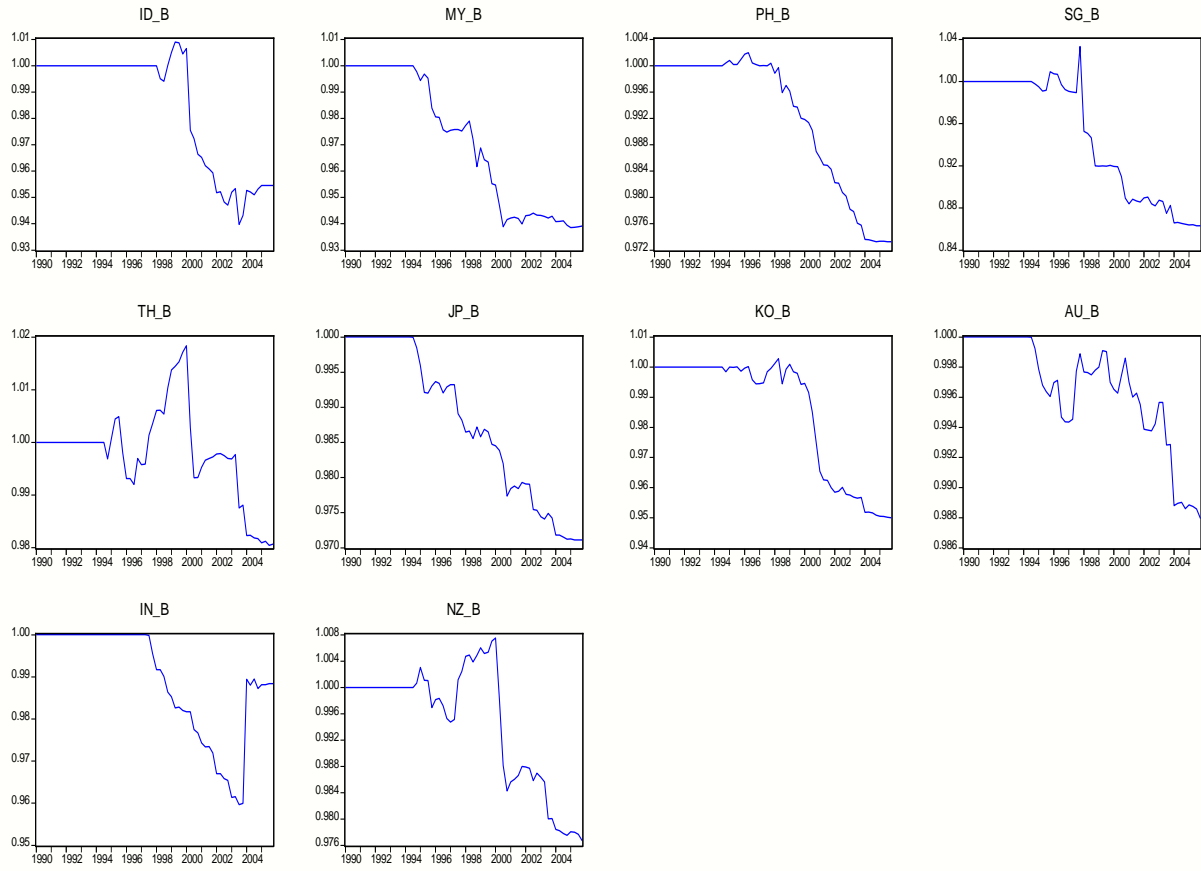 ID_B MY_B PH_B SG_B
1.01 1.01 1.004 1.04
1.00 1.00 1.000 1.00
0.99 0.99 0.996 0.96
0.98 0.98 0.992 0.92
0.97 0.97 0.988 0.88
0.96 0.96 0.984 0.84
0.95 0.95 0.980
0.94 0.94 0.976
0.93 0.93 0.972
1990 1992 1994 1996 1998 2000 2002 2004 1990 1992 1994 1996 1998 2000 2002 2004 1990 1992 1994 1996 1998 2000 2002 2004 1990 1992 1994 1996 1998 2000 2002 2004
TH_B JP_B KO_B AU_B
1.02 1.000 1.01 1.000
1.01 0.995 1.00 0.998
1.00 0.990 0.99 0.996
0.99 0.985 0.98 0.994
0.98 0.980 0.97 0.992
0.975 0.96 0.990
0.970 0.95 0.988
0.94 0.986
1990 1992 1994 1996 1998 2000 2002 2004 1990 1992 1994 1996 1998 2000 2002 2004 1990 1992 1994 1996 1998 2000 2002 2004 1990 1992 1994 1996 1998 2000 2002 2004
IN_B NZ_B
1.00 1.008
0.99 1.004
0.98 1.000
0.97 0.996
0.96 0.992
0.95 0.988
0.984
0.980
0.976
1990 1992 1994 1996 1998 2000 2002 2004 1990 1992 1994 1996 1998 2000 2002 2004